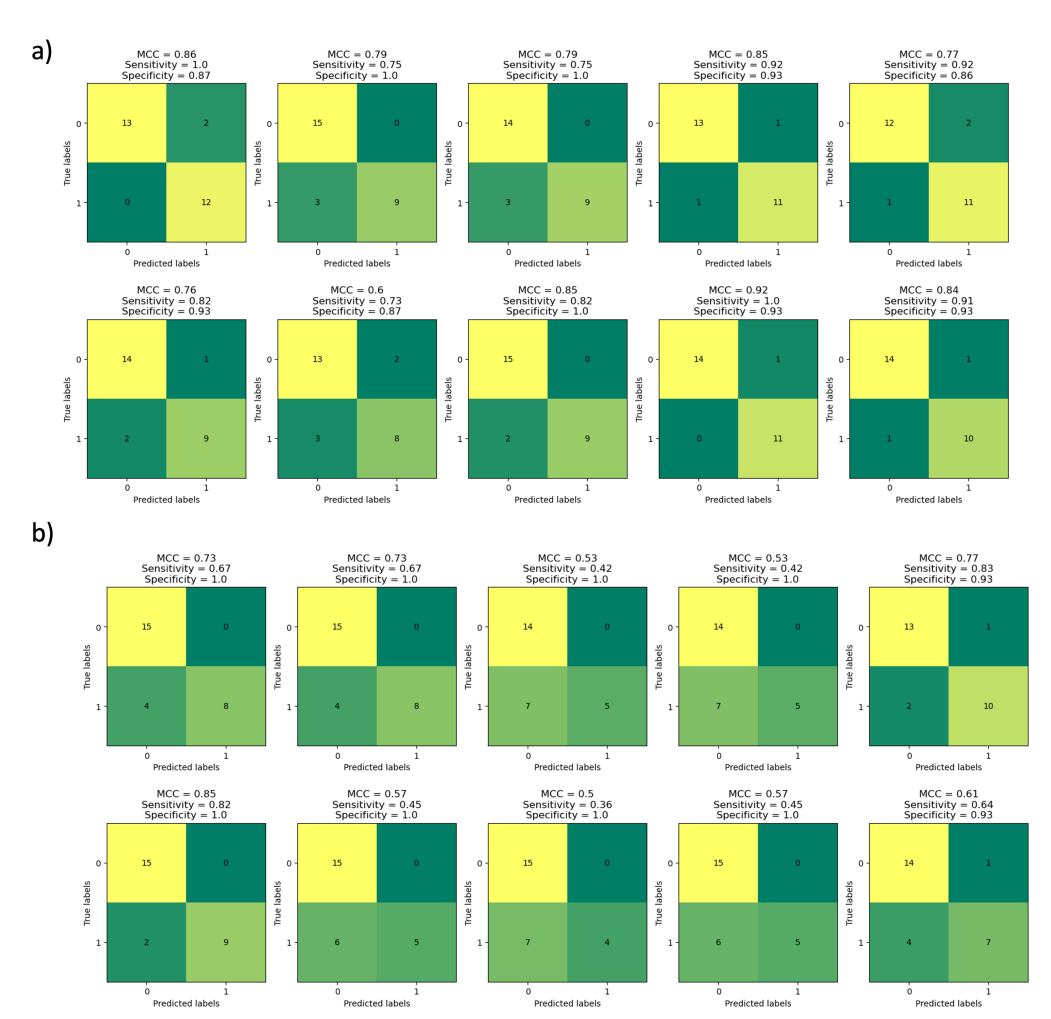 a)
MCC = 0.86
Sensitivity = 1.0
Specificity = 0.87
True labels
0
13
2
1
0
12
0
1
Predicted labels
MCC = 0.79
Sensitivity = 0.75
Specificity = 1.0
True labels
0
15
0
1
3
9
0
1
Predicted labels
MCC = 0.79
Sensitivity = 0.75
Specificity = 1.0
True labels
0
14
0
1
3
9
0
1
Predicted labels
MCC = 0.85
Sensitivity = 0.92
Specificity = 0.93
True labels
0
13
1
1
1
11
0
1
Predicted labels
MCC = 0.77
Sensitivity = 0.92
Specificity = 0.86
True labels
0
12
2
1
1
11
0
1
Predicted labels
MCC = 0.76
Sensitivity = 0.82
Specificity = 0.93
True labels
0
14
1
1
2
9
0
1
Predicted labels
MCC = 0.6
Sensitivity = 0.73
Specificity = 0.87
True labels
0
13
2
1
3
8
0
1
Predicted labels
MCC = 0.85
Sensitivity = 0.82
Specificity = 1.0
True labels
0
15
0
1
2
9
0
1
Predicted labels
MCC = 0.92
Sensitivity = 1.0
Specificity = 0.93
True labels
0
14
1
1
0
11
0
1
Predicted labels
MCC = 0.84
Sensitivity = 0.91
Specificity = 0.93
True labels
0
14
1
1
1
10
0
1
Predicted labels
b)
MCC = 0.73
Sensitivity = 0.67
Specificity = 1.0
True labels
0
15
0
1
4
8
0
1
Predicted labels
MCC = 0.73
Sensitivity = 0.67
Specificity = 1.0
True labels
0
15
0
1
4
8
0
1
Predicted labels
MCC = 0.53
Sensitivity = 0.42
Specificity = 1.0
True labels
0
14
0
1
7
5
0
1
Predicted labels
MCC = 0.53
Sensitivity = 0.42
Specificity = 1.0
True labels
0
14
0
1
7
5
0
1
Predicted labels
MCC = 0.77
Sensitivity = 0.83
Specificity = 0.93
True labels
0
13
1
1
2
10
0
1
Predicted labels
MCC = 0.85
Sensitivity = 0.82
Specificity = 1.0
True labels
0
15
0
1
2
9
0
1
Predicted labels
MCC = 0.57
Sensitivity = 0.45
Specificity = 1.0
True labels
0
15
0
1
6
5
0
1
Predicted labels
MCC = 0.5
Sensitivity = 0.36
Specificity = 1.0
True labels
0
15
0
1
7
4
0
1
Predicted labels
MCC = 0.57
Sensitivity = 0.45
Specificity = 1.0
True labels
0
15
0
1
6
5
0
1
Predicted labels
MCC = 0.61
Sensitivity = 0.64
Specificity = 0.93
True labels
0
14
1
1
4
7
0
1
Predicted labels